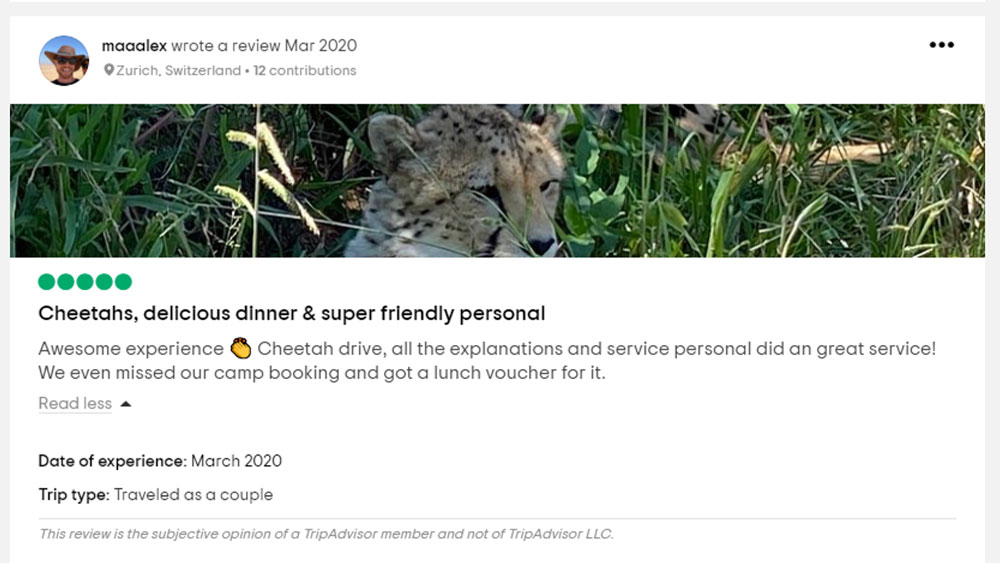 maaalex wrote a review Mar 2020
Zurich, Switzerland • 12 contributions
Cheetahs, delicious dinner & super friendly personal
Awesome experience 👏 Cheetah drive, all the explanations and service personal did an great service!
We even missed our camp booking and got a lunch voucher for it.
Read less
Date of experience: March 2020
Trip type: Traveled as a couple
This review is the subjective opinion of a TripAdvisor member and not of TripAdvisor LLC.